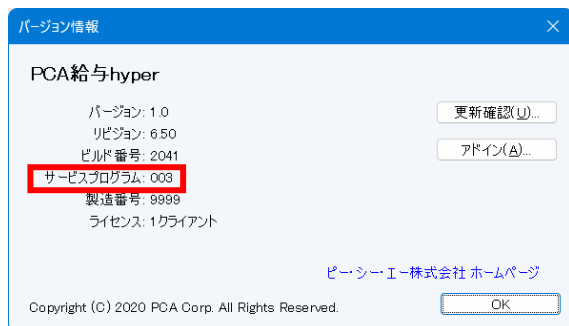 バージョン情報
PCA給与hyper
バージョン: 1.0
リビジョン: 6.50
ビルド番号: 2041
サービスプログラム: 003
製造番号: 9999
ライセンス: 1クライアント
更新確認(U)...
アドイン(A)...
ピー・シー・エー株式会社 ホームページ
Copyright (C) 2020 PCA Corp. All Rights Reserved.
OK